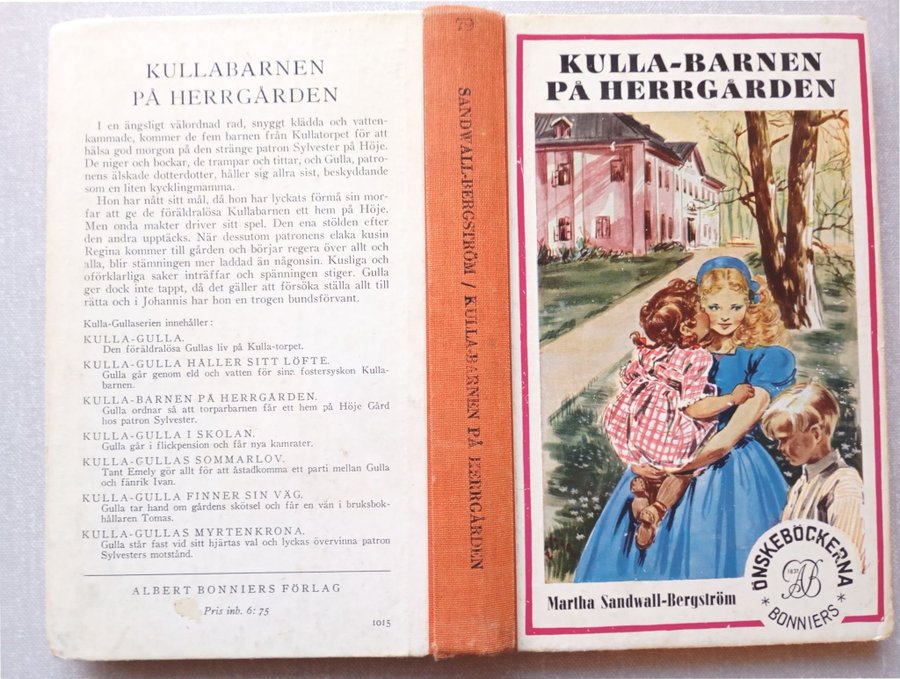 KULLABARNEN
PÅ HERRGÅRDEN
I en ängsligt välordnad rad, snyggt klädda och vatten-
kammade, kommer de fem barnen från Kullatorpet för att
hälsa god morgon på den stränge patron Sylvester på Höje.
De niger och bockar, de trampar och tittar, och Gulla, patro-
nens älskade dotterdotter, håller sig allra sist, beskyddande
som en liten kycklingmamma.
Hon har nått sitt mål, då hon har lyckats förmå sin mor-
far att ge de föräldralösa Kullabarnen ett hem på Höje.
Men onda makter driver sitt spel. Den ena stölden efter
den andra upptäcks. När dessutom patronens elaka kusin
Regina kommer till gården och börjar regera över allt och
alla, blir stämningen mer laddad än någonsin. Kusliga och
oförklarliga saker inträffar och spänningen stiger. Gulla
ger dock inte tappt, då det gäller att försöka ställa allt till
rätta och i Johannis har hon en trogen bundsförvant.
Kulla-Gullaserien innehåller:
KULLA-GULLA.
Den föräldralösa Gullas liv på Kulla-torpet.
KULLA-GULLA HÅLLER SITT LÖFTE.
Gulla går genom eld och vatten för sina fostersyskon Kulla-
barnen.
KULLA-BARNEN PÅ HERRGÅRDEN.
Gulla ordnar så att torparbarnen får ett hem på Höje Gård
hos patron Sylvester.
KULLA-GULLA I SKOLAN.
Gulla går i flickpension och får nya kamrater.
KULLA-GULLAS SOMMARLOV.
Tant Emely gör allt för att åstadkomma ett parti mellan Gulla
och fänrik Ivan.
KULLA-GULLA FINNER SIN VÄG.
Gulla tar hand om gårdens skötsel och får en vän i bruksbok-
hållaren Tomas.
KULLA-GULLAS MYRTENKRONA.
Gulla står fast vid sitt hjärtas val och lyckas övervinna patron
Sylvesters motstånd.
ALBERT BONNIERS FÖRLAG
Pris inb. 6: 75
1015
79
SANDWALL-BERGSTRÖM / KULLA-BARNEN PÅ HERRGÅRDEN
KULLA-BARNEN
PÅ HERRGÅRDEN
Martha Sandwall-Bergström
ÖNSKEBÖCKERNA
1837
AB
* BONNIERS *